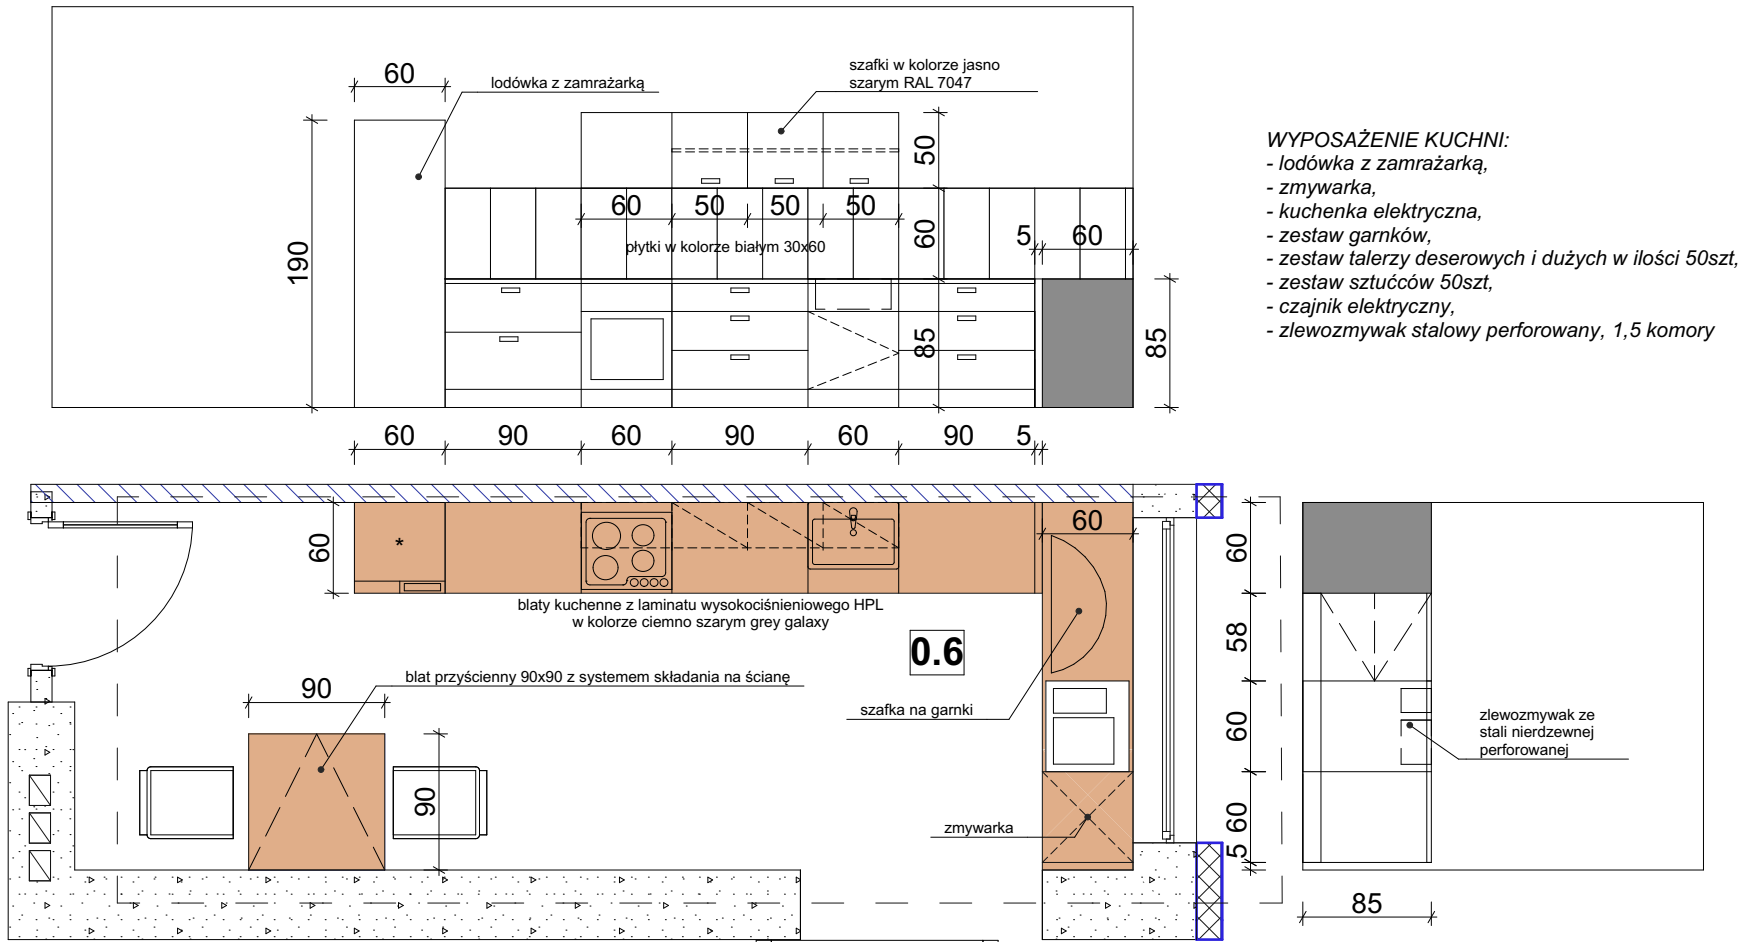 60
lodówka z zamrażarką
szafki w kolorze jasno
szarym RAL 7047
50
190
60
50
50
50
60
5
60
płytki w kolorze białym 30x60
85
85
WYPOSAŻENIE KUCHNI:
- lodówka z zamrażarką,
- zmywarka,
- kuchenka elektryczna,
- zestaw garnków,
- zestaw talerzy deserowych i dużych w ilości 50szt,
- zestaw sztućców 50szt,
- czajnik elektryczny,
- zlewozmywak stalowy perforowany, 1,5 komory
60
90
60
90
60
90
5
60
*
60
blaty kuchenne z laminatu wysokociśnieniowego HPL
w kolorze ciemno szarym grey galaxy
0.6
blat przyścienny 90x90 z systemem składania na ścianę
90
90
szafka na garnki
zmywarka
60
58
60
60
5
zlewozmywak ze
stali nierdzewnej
perforowanej
85